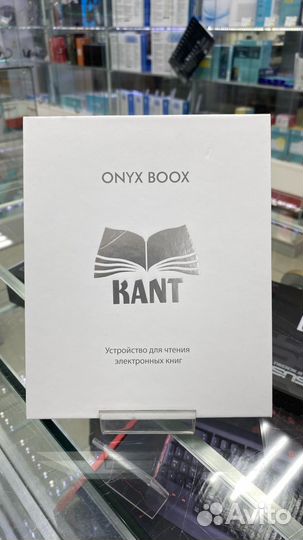 ONYX BOOX
KANT
Устройство для чтения
электронных книг
Avito